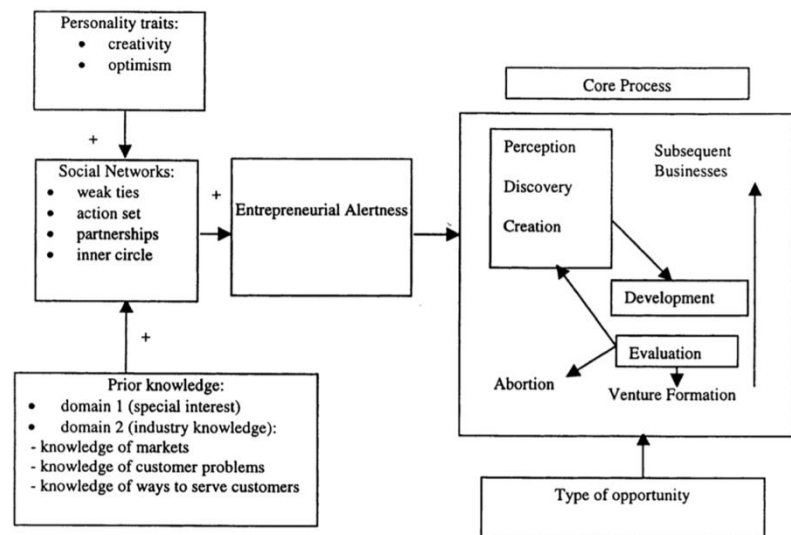 Personality traits:
• creativity
• optimism
+
Social Networks:
• weak ties
• action set
• partnerships
• inner circle
+
Entrepreneurial Alertness
+
Prior knowledge:
• domain 1 (special interest)
• domain 2 (industry knowledge):
- knowledge of markets
- knowledge of customer problems
- knowledge of ways to serve customers
Core Process
Perception
Discovery
Creation
Subsequent
Businesses
Development
Evaluation
Abortion
Venture Formation
Type of opportunity